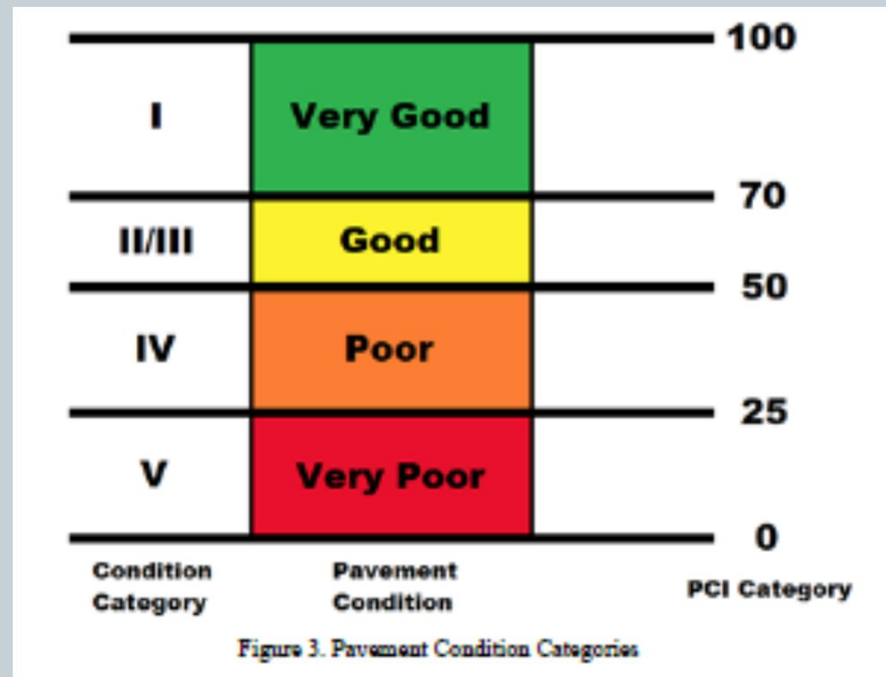 100
I Very Good
70
II/III Good
50
IV Poor
25
V Very Poor
0
Condition Category
Pavement Condition
PCI Category
Figure 3. Pavement Condition Categories